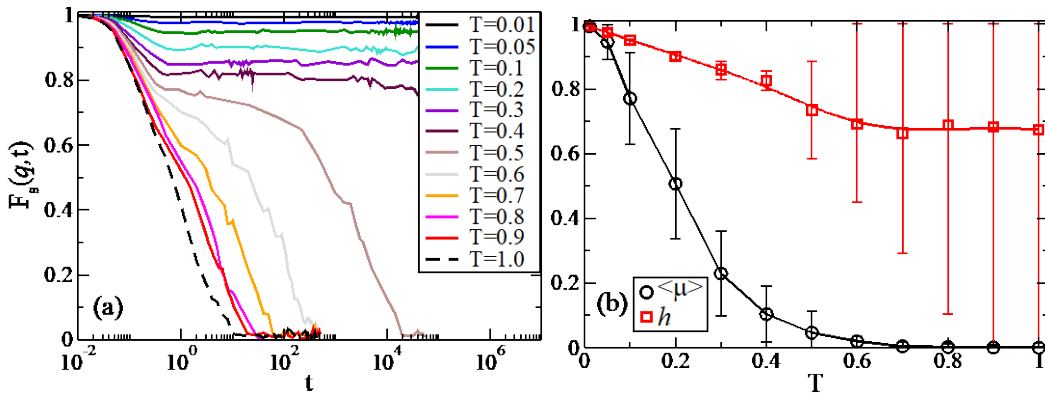 1
0.8
0.6
0.4
0.2
0
F_s(q,t)
(a)
10^-2 10^0 10^2 10^4 10^6
t
T=0.01
T=0.05
T=0.1
T=0.2
T=0.3
T=0.4
T=0.5
T=0.6
T=0.7
T=0.8
T=0.9
T=1.0
1
0.8
0.6
0.4
0.2
0
(b)
<μ>
h
0.2 0.4 0.6 0.8 1
T